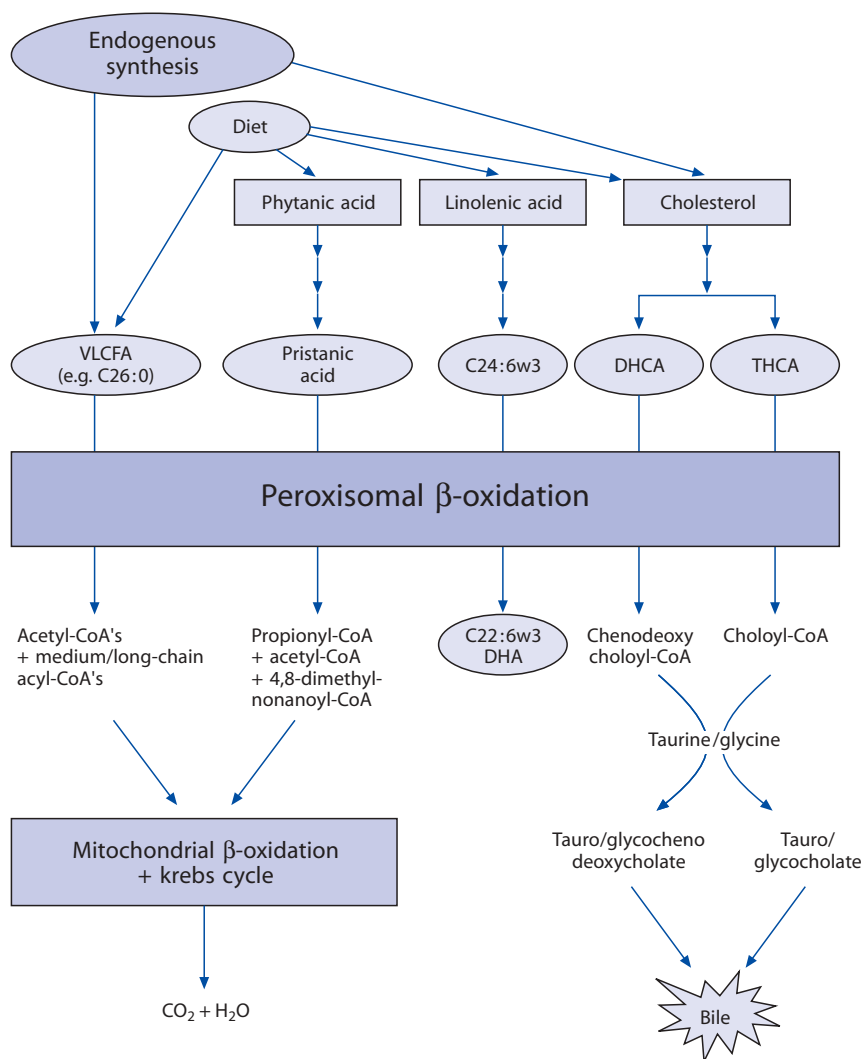 Endogenous
synthesis
Diet
Phytanic acid
Linolenic acid
Cholesterol
VLCFA
(e.g. C26:0)
Pristanic
acid
C24:6w3
DHCA
THCA
Peroxisomal β-oxidation
Acetyl-CoA's
+ medium/long-chain
acyl-CoA's
Propionyl-CoA
+ acetyl-CoA
+ 4,8-dimethyl-
nonanoyl-CoA
C22:6w3
DHA
Chenodeoxy
choloyl-CoA
Choloyl-CoA
Taurine/glycine
Mitochondrial β-oxidation
+ krebs cycle
Tauro/glycocheno
deoxycholate
Tauro/
glycocholate
CO₂ + H₂O
Bile